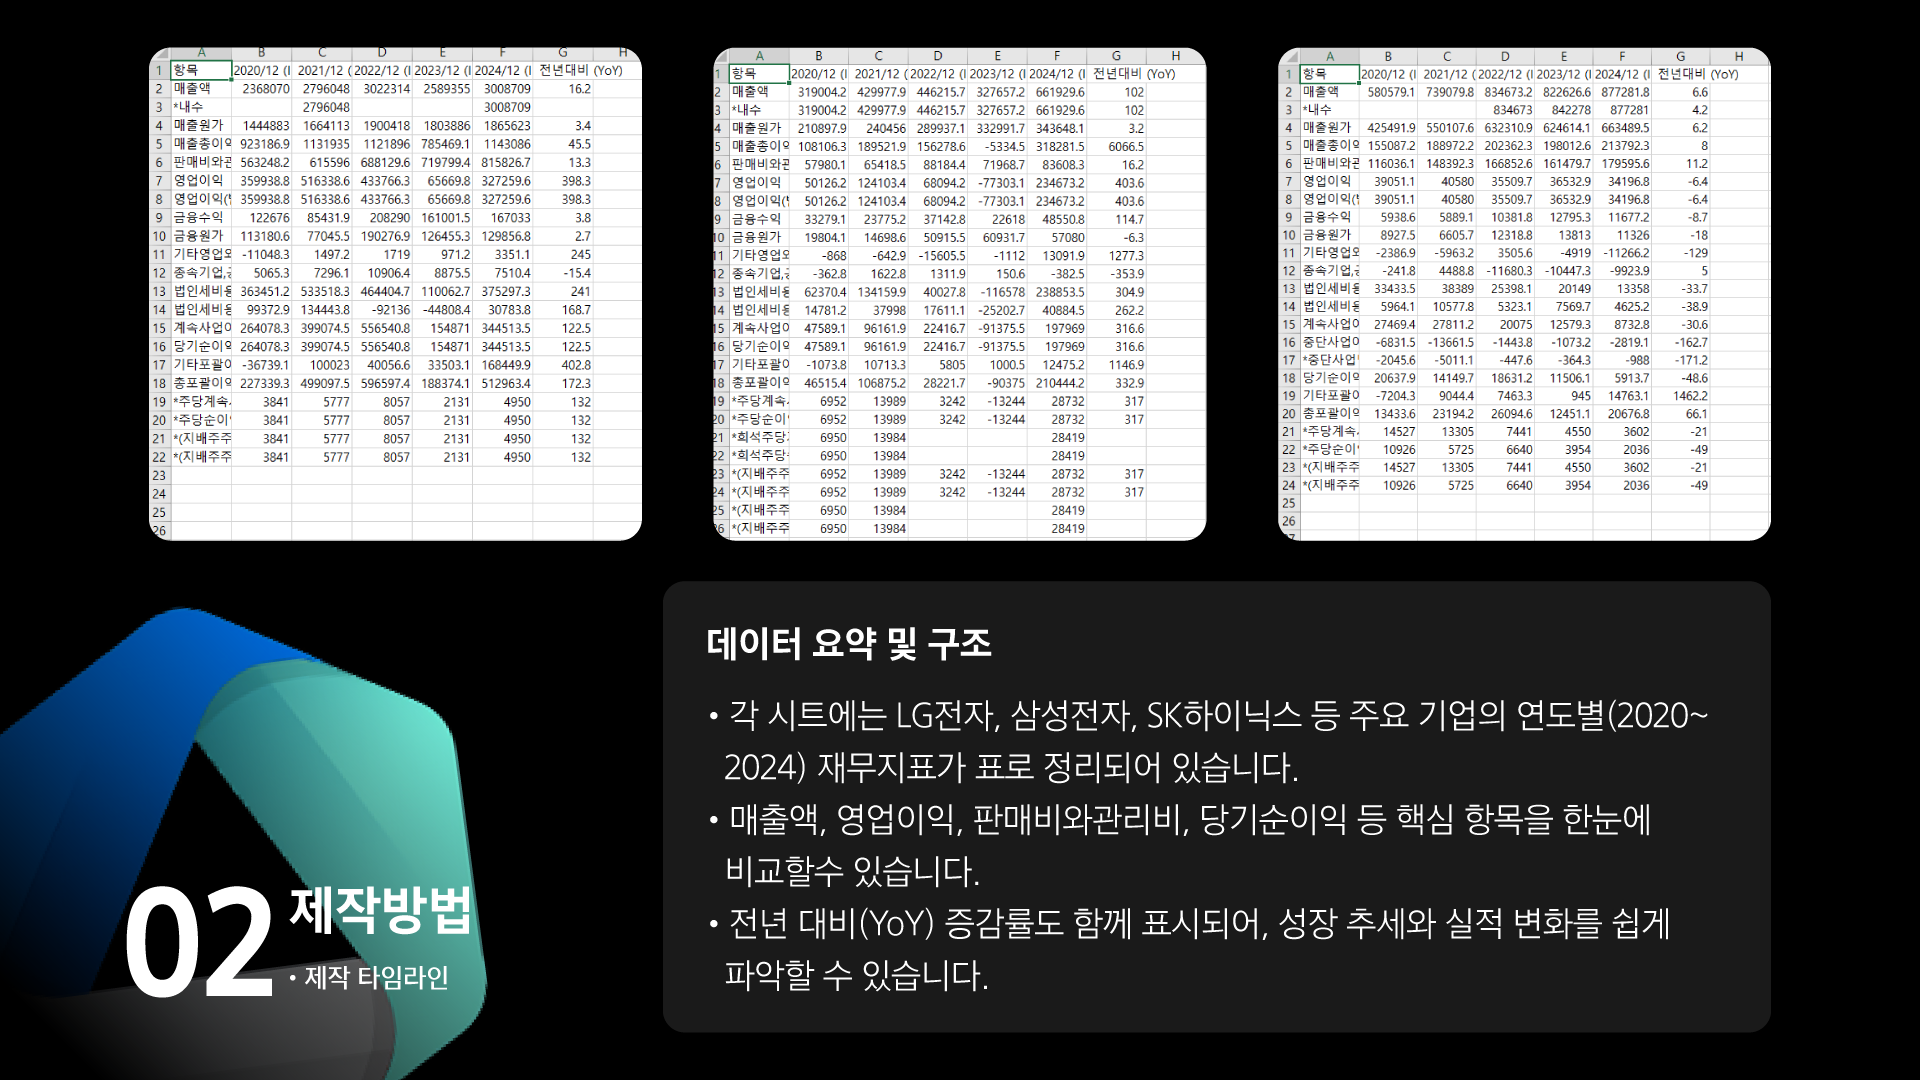 A B C D E F G H
1 항목 2020/12 (I 2021/12 ( 2022/12 (I 2023/12 (I 2024/12 (I 전년대비 (YoY)
2 매출액 2368070 2796048 3022314 2589355 3008709 16.2
3 *내수 2796048 3008709
4 매출원가 1444883 1664113 1900418 1803886 1865623 3.4
5 매출총이익 923186.9 1131935 1121896 785469.1 1143086 45.5
6 판매비와관 563248.2 615596 688129.6 719799.4 815826.7 13.3
7 영업이익 359938.8 516338.6 433766.3 65669.8 327259.6 398.3
8 영업이익( 359938.8 516338.6 433766.3 65669.8 327259.6 398.3
9 금융수익 122676 85431.9 208290 161001.5 167033 3.8
10 금융원가 113180.6 77045.5 190276.9 126455.3 129856.8 2.7
11 기타영업외 -11048.3 1497.2 1719 971.2 3351.1 245
12 종속기업, 5065.3 7296.1 10906.4 8875.5 7510.4 -15.4
13 법인세비용 363451.2 533518.3 464404.7 110062.7 375297.3 241
14 법인세비용 99372.9 134443.8 -92136 -44808.4 30783.8 168.7
15 계속사업이 264078.3 399074.5 556540.8 154871 344513.5 122.5
16 당기순이익 264078.3 399074.5 556540.8 154871 344513.5 122.5
17 기타포괄이 -36739.1 100023 40056.6 33503.1 168449.9 402.8
18 총포괄이익 227339.3 499097.5 596597.4 188374.1 512963.4 172.3
19 *주당계속 3841 5777 8057 2131 4950 132
20 *주당순이 3841 5777 8057 2131 4950 132
21 *(지배주주 3841 5777 8057 2131 4950 132
22 *(지배주주 3841 5777 8057 2131 4950 132
23
24
25
26
A B C D E F G H
1 항목 2020/12 (I 2021/12 ( 2022/12 (I 2023/12 (I 2024/12 (I 전년대비 (YoY)
2 매출액 319004.2 429977.9 446215.7 327657.2 661929.6 102
3 *내수 319004.2 429977.9 446215.7 327657.2 661929.6 102
4 매출원가 210897.9 240456 289937.1 332991.7 343648.1 3.2
5 매출총이익 108106.3 189521.9 156278.6 -5334.5 318281.5 6066.5
6 판매비와관 57980.1 65418.5 88184.4 71968.7 83608.3 16.2
7 영업이익 50126.2 124103.4 68094.2 -77303.1 234673.2 403.6
8 영업이익( 50126.2 124103.4 68094.2 -77303.1 234673.2 403.6
9 금융수익 33279.1 23775.2 37142.8 22618 48550.8 114.7
10 금융원가 19804.1 14698.6 50915.5 60931.7 57080 -6.3
11 기타영업외 -868 -642.9 -15605.5 -1112 13091.9 1277.3
12 종속기업, -362.8 1622.8 1311.9 150.6 -382.5 -353.9
13 법인세비용 62370.4 134159.9 40027.8 -116578 238853.5 304.9
14 법인세비용 14781.2 37998 17611.1 -25202.7 40884.5 262.2
15 계속사업이 47589.1 96161.9 22416.7 -91375.5 197969 316.6
16 당기순이익 47589.1 96161.9 22416.7 -91375.5 197969 316.6
17 기타포괄이 -1073.8 10713.3 5805 1000.5 12475.2 1146.9
18 총포괄이익 46515.4 106875.2 28221.7 -90375 210444.2 332.9
19 *주당계속 6952 13989 3242 -13244 28732 317
20 *주당순이 6952 13989 3242 -13244 28732 317
21 *희석주당 6950 13984 28419
22 *희석주당 6950 13984 28419
23 *(지배주주 6952 13989 3242 -13244 28732 317
24 *(지배주주 6952 13989 3242 -13244 28732 317
25 *(지배주주 6950 13984 28419
26 *(지배주주 6950 13984 28419
A B C D E F G H
1 항목 2020/12 (I 2021/12 ( 2022/12 (I 2023/12 (I 2024/12 (I 전년대비 (YoY)
2 매출액 580579.1 739079.8 834673.2 822626.6 877281.8 6.6
3 *내수 834673 842278 877281 4.2
4 매출원가 425491.9 550107.6 632310.9 624614.1 663489.5 6.2
5 매출총이익 155087.2 188972.2 202362.3 198012.6 213792.3 8
6 판매비와관 116036.1 148392.3 166852.6 161479.7 179595.6 11.2
7 영업이익 39051.1 40580 35509.7 36532.9 34196.8 -6.4
8 영업이익( 39051.1 40580 35509.7 36532.9 34196.8 -6.4
9 금융수익 5938.6 5889.1 10381.8 12795.3 11677.2 -8.7
10 금융원가 8927.5 6605.7 12318.8 13813 11326 -18
11 기타영업외 -2386.9 -5963.2 3505.6 -4919 -11266.2 -129
12 종속기업, -241.8 4488.8 -11680.3 -10447.3 -9923.9 5
13 법인세비용 33433.5 38389 25398.1 20149 13358 -33.7
14 법인세비용 5964.1 10577.8 5323.1 7569.7 4625.2 -38.9
15 계속사업이 27469.4 27811.2 20075 12579.3 8732.8 -30.6
16 중단사업이 -6831.5 -13661.5 -1443.8 -1073.2 -2819.1 -162.7
17 *중단사업 -2045.6 -5011.1 -447.6 -364.3 -988 -171.2
18 당기순이익 20637.9 14149.7 18631.2 11506.1 5913.7 -48.6
19 기타포괄이 -7204.3 9044.4 7463.3 945 14763.1 1462.2
20 총포괄이익 13433.6 23194.2 26094.6 12451.1 20676.8 66.1
21 *주당계속 14527 13305 7441 4550 3602 -21
22 *주당순이 10926 5725 6640 3954 2036 -49
23 *(지배주주 14527 13305 7441 4550 3602 -21
24 *(지배주주 10926 5725 6640 3954 2036 -49
25
26
27
02 제작방법
• 제작 타임라인
데이터 요약 및 구조
• 각 시트에는 LG전자, 삼성전자, SK하이닉스 등 주요 기업의 연도별(2020~
2024) 재무지표가 표로 정리되어 있습니다.
• 매출액, 영업이익, 판매비와관리비, 당기순이익 등 핵심 항목을 한눈에
비교할수 있습니다.
• 전년 대비(YoY) 증감률도 함께 표시되어, 성장 추세와 실적 변화를 쉽게
파악할 수 있습니다.